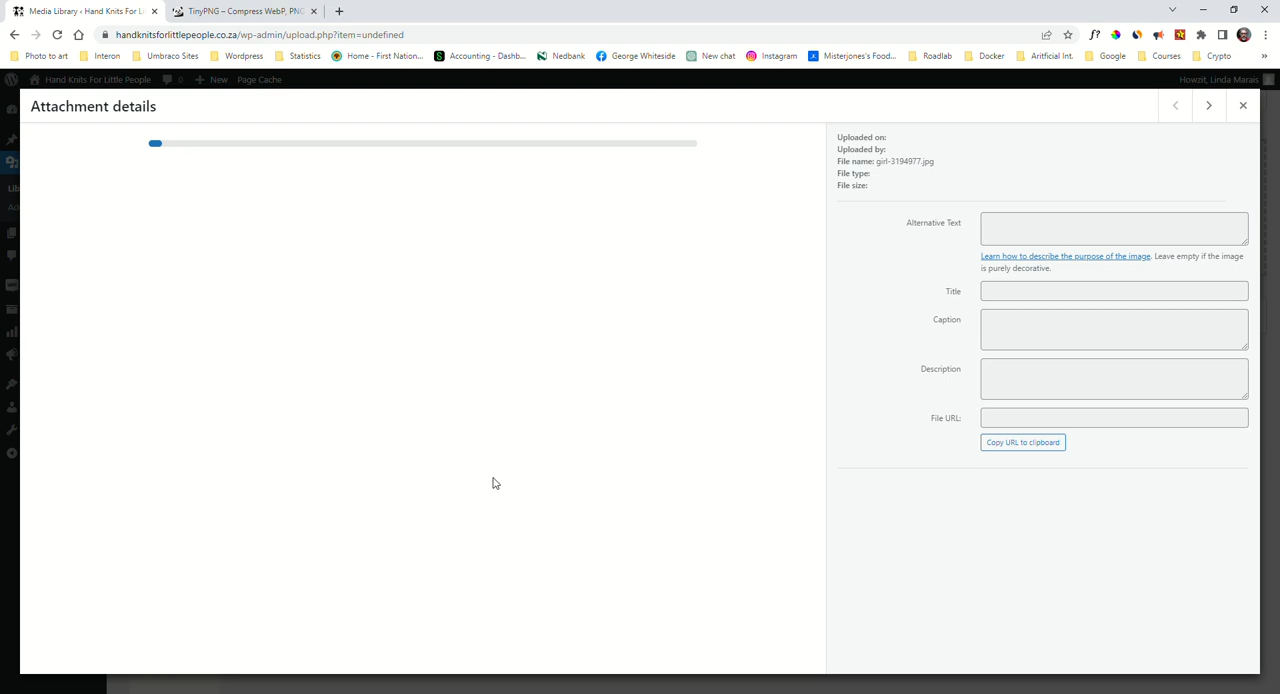 Media Library ‹ Hand Knits For Li
TinyPNG – Compress WebP, PNG
handknitsforlittlepeople.co.za/wp-admin/upload.php?item=undefined
f?
Photo to art
Interon
Umbraco Sites
Wordpress
Statistics
Home - First Nation...
Accounting - Dashb...
Nedbank
George Whiteside
New chat
Instagram
Misterjones's Food...
Roadlab
Docker
Aritficial Int.
Google
Courses
Crypto
»
Hand Knits For Little People
0
New
Page Cache
Howzit, Linda Marais
Attachment details
Lib
Ad
Uploaded on:
Uploaded by:
File name: girl-3194977.jpg
File type:
File size:
Alternative Text
Learn how to describe the purpose of the image. Leave empty if the image
is purely decorative.
Title
Caption
Description
File URL:
Copy URL to clipboard